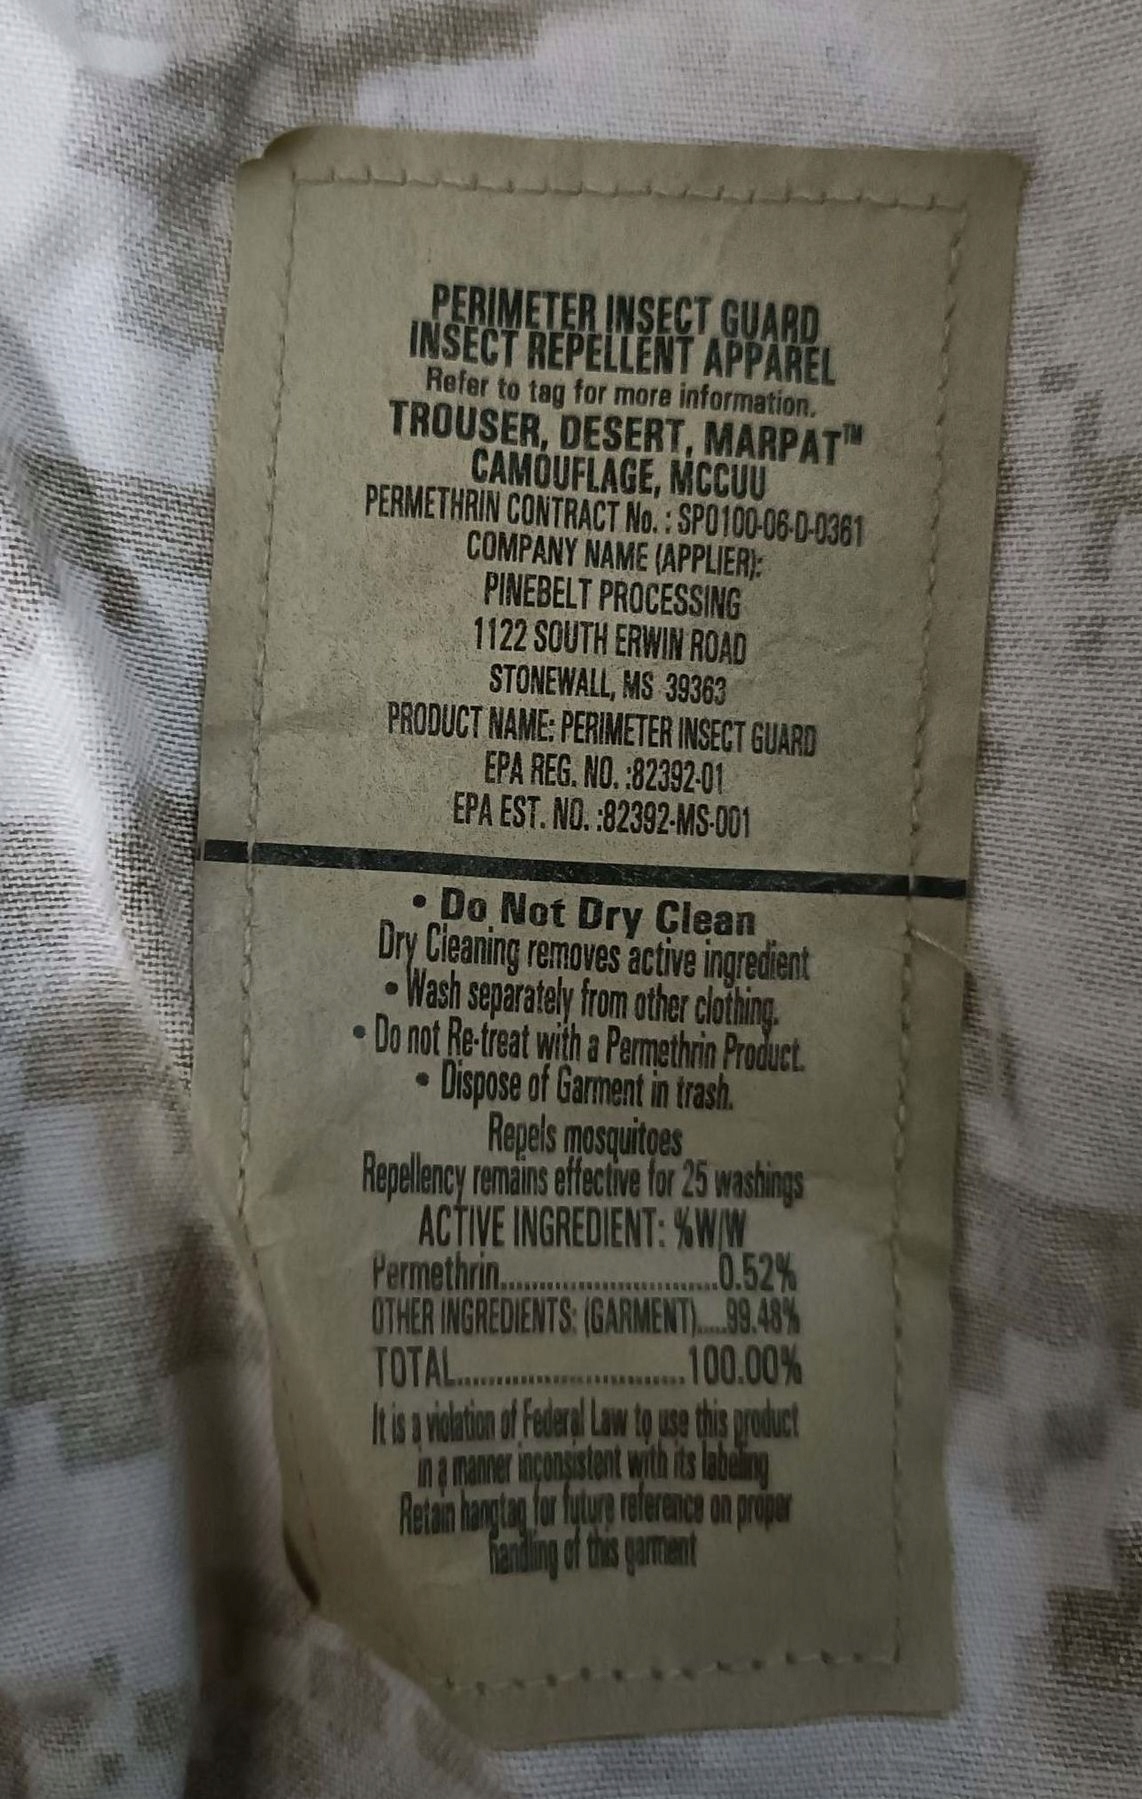 PERIMETER INSECT GUARD
INSECT REPELLENT APPAREL
Refer to tag for more information.
TROUSER, DESERT, MARPAT™
CAMOUFLAGE, MCCUU
PERMETHRIN CONTRACT No. : SPO100-06-D-0361
COMPANY NAME (APPLIER):
PINEBELT PROCESSING
1122 SOUTH ERWIN ROAD
STONEWALL, MS 39363
PRODUCT NAME: PERIMETER INSECT GUARD
EPA REG. NO. :82392-01
EPA EST. NO. :82392-MS-001
• Do Not Dry Clean
Dry Cleaning removes active ingredient
• Wash separately from other clothing.
• Do not Re-treat with a Permethrin Product.
• Dispose of Garment in trash.
Repels mosquitoes
Repellency remains effective for 25 washings
ACTIVE INGREDIENT: %W/W
Permethrin..............................0.52%
OTHER INGREDIENTS: (GARMENT).....99.48%
TOTAL..............................100.00%
It is a violation of Federal Law to use this product
in a manner inconsistent with its labeling
Retain hangtag for future reference on proper
handling of this garment